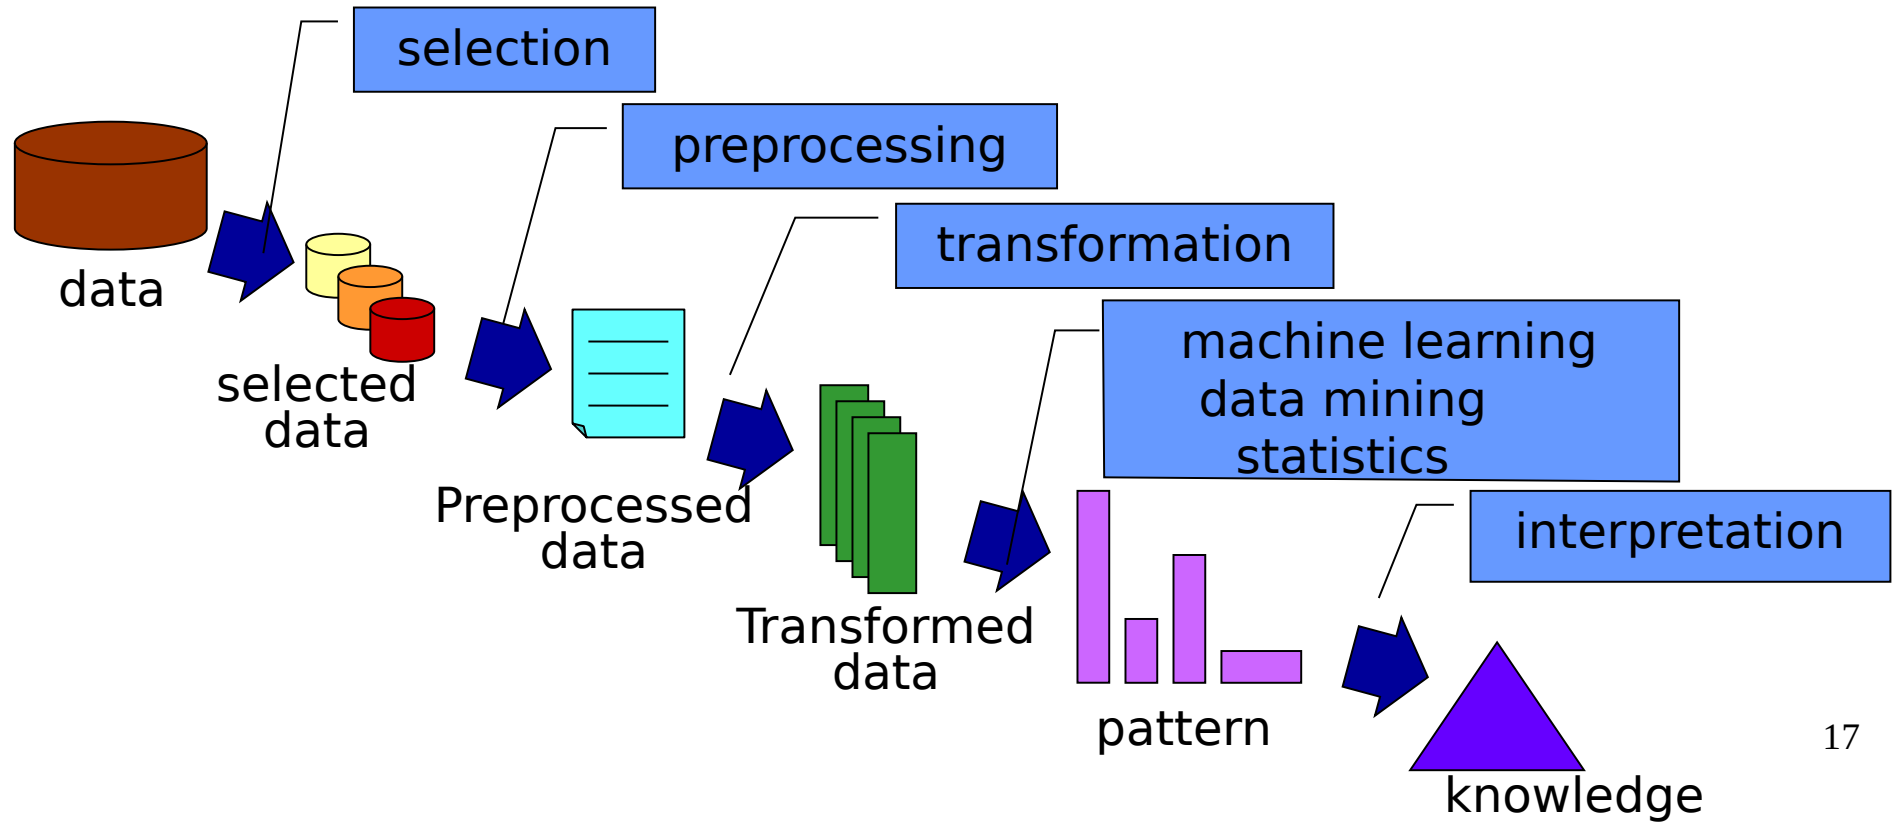 selection
preprocessing
data
transformation
machine learning
data mining
statistics
selected
data
Preprocessed
data
interpretation
Transformed
data
pattern
17
knowledge